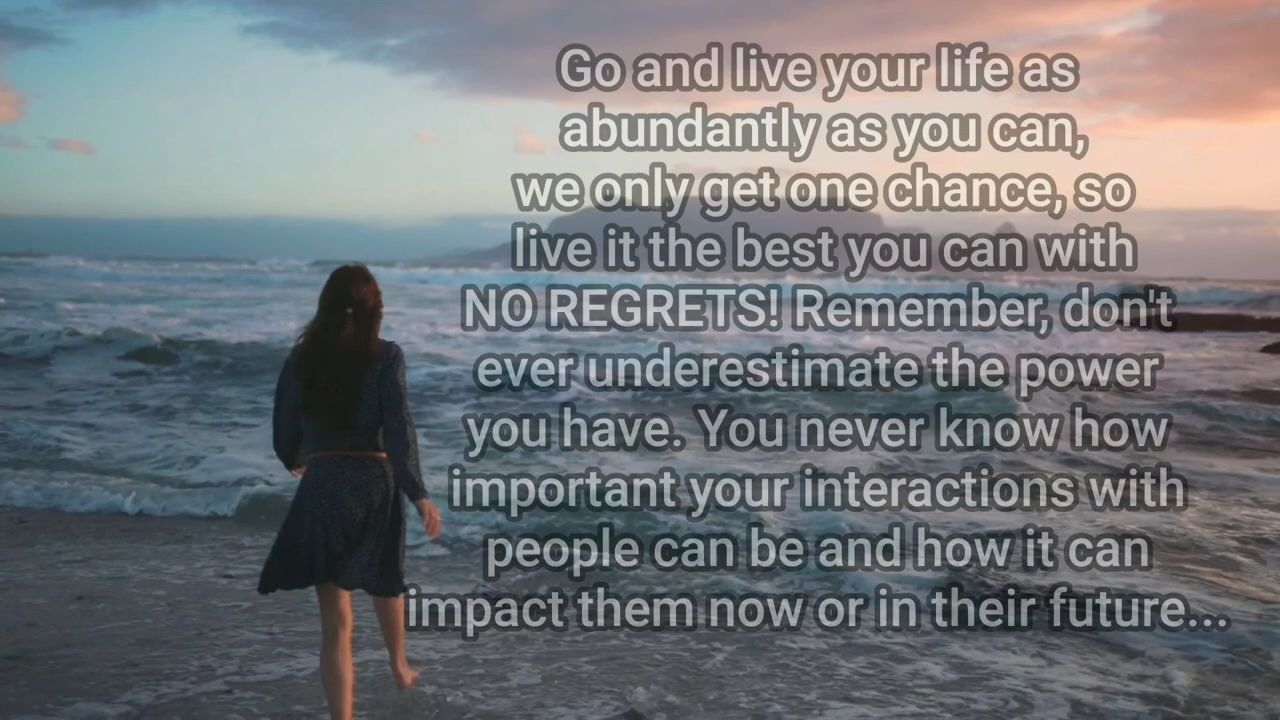 Go and live your life as
abundantly as you can,
we only get one chance, so
live it the best you can with
NO REGRETS! Remember, don't
ever underestimate the power
you have. You never know how
important your interactions with
people can be and how it can
impact them now or in their future...